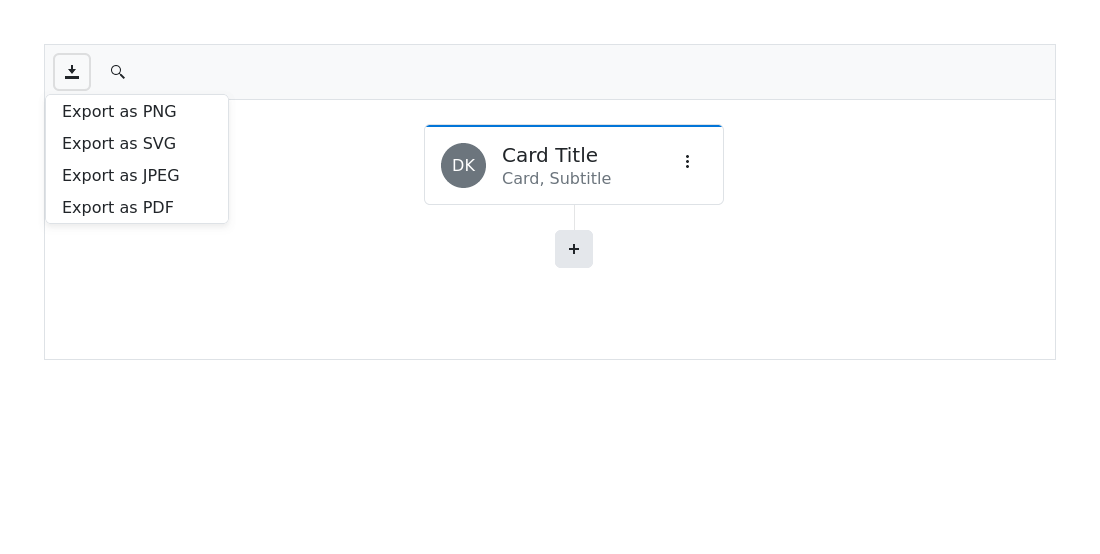 Export as PNG
Export as SVG
Export as JPEG
Export as PDF
DK
Card Title
Card, Subtitle